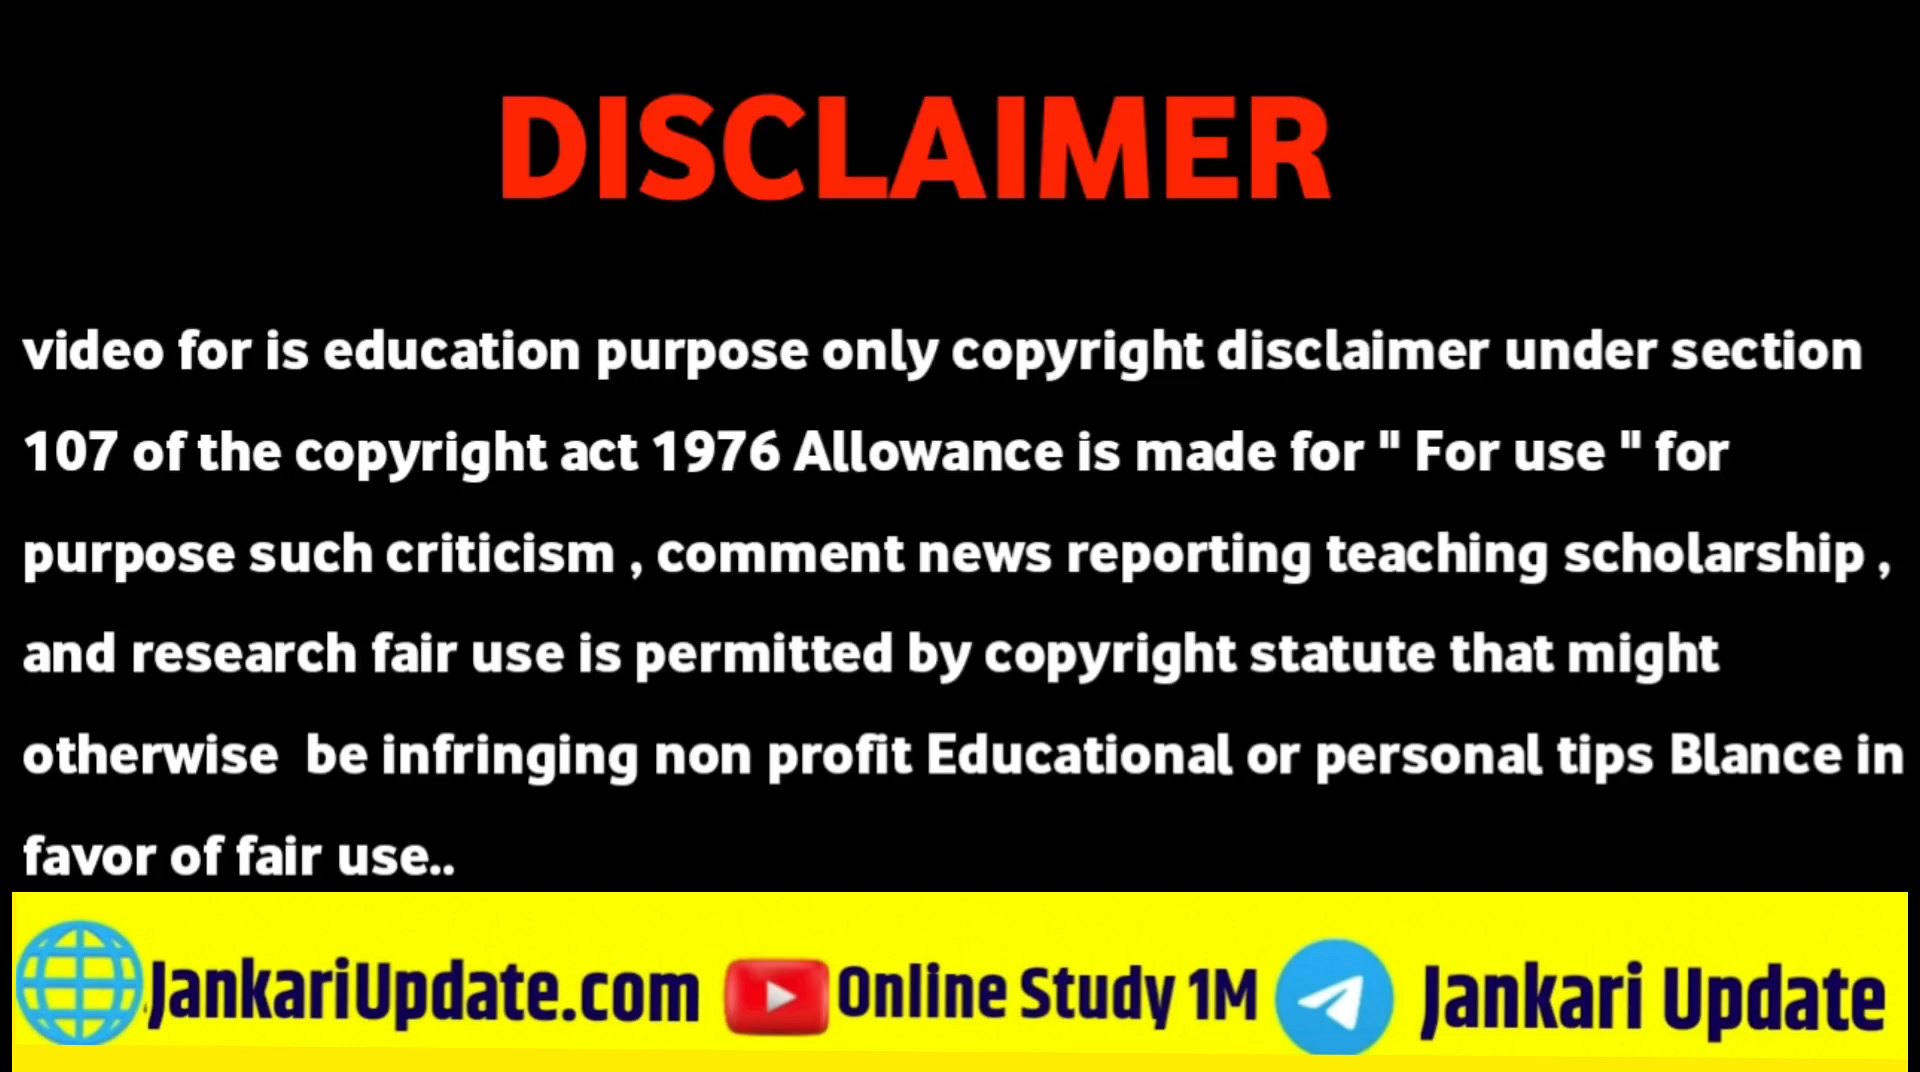 DISCLAIMER
video for is education purpose only copyright disclaimer under section
107 of the copyright act 1976 Allowance is made for " For use " for
purpose such criticism , comment news reporting teaching scholarship ,
and research fair use is permitted by copyright statute that might
otherwise be infringing non profit Educational or personal tips Blance in
favor of fair use..
JankariUpdate.com Online Study 1M Jankari Update